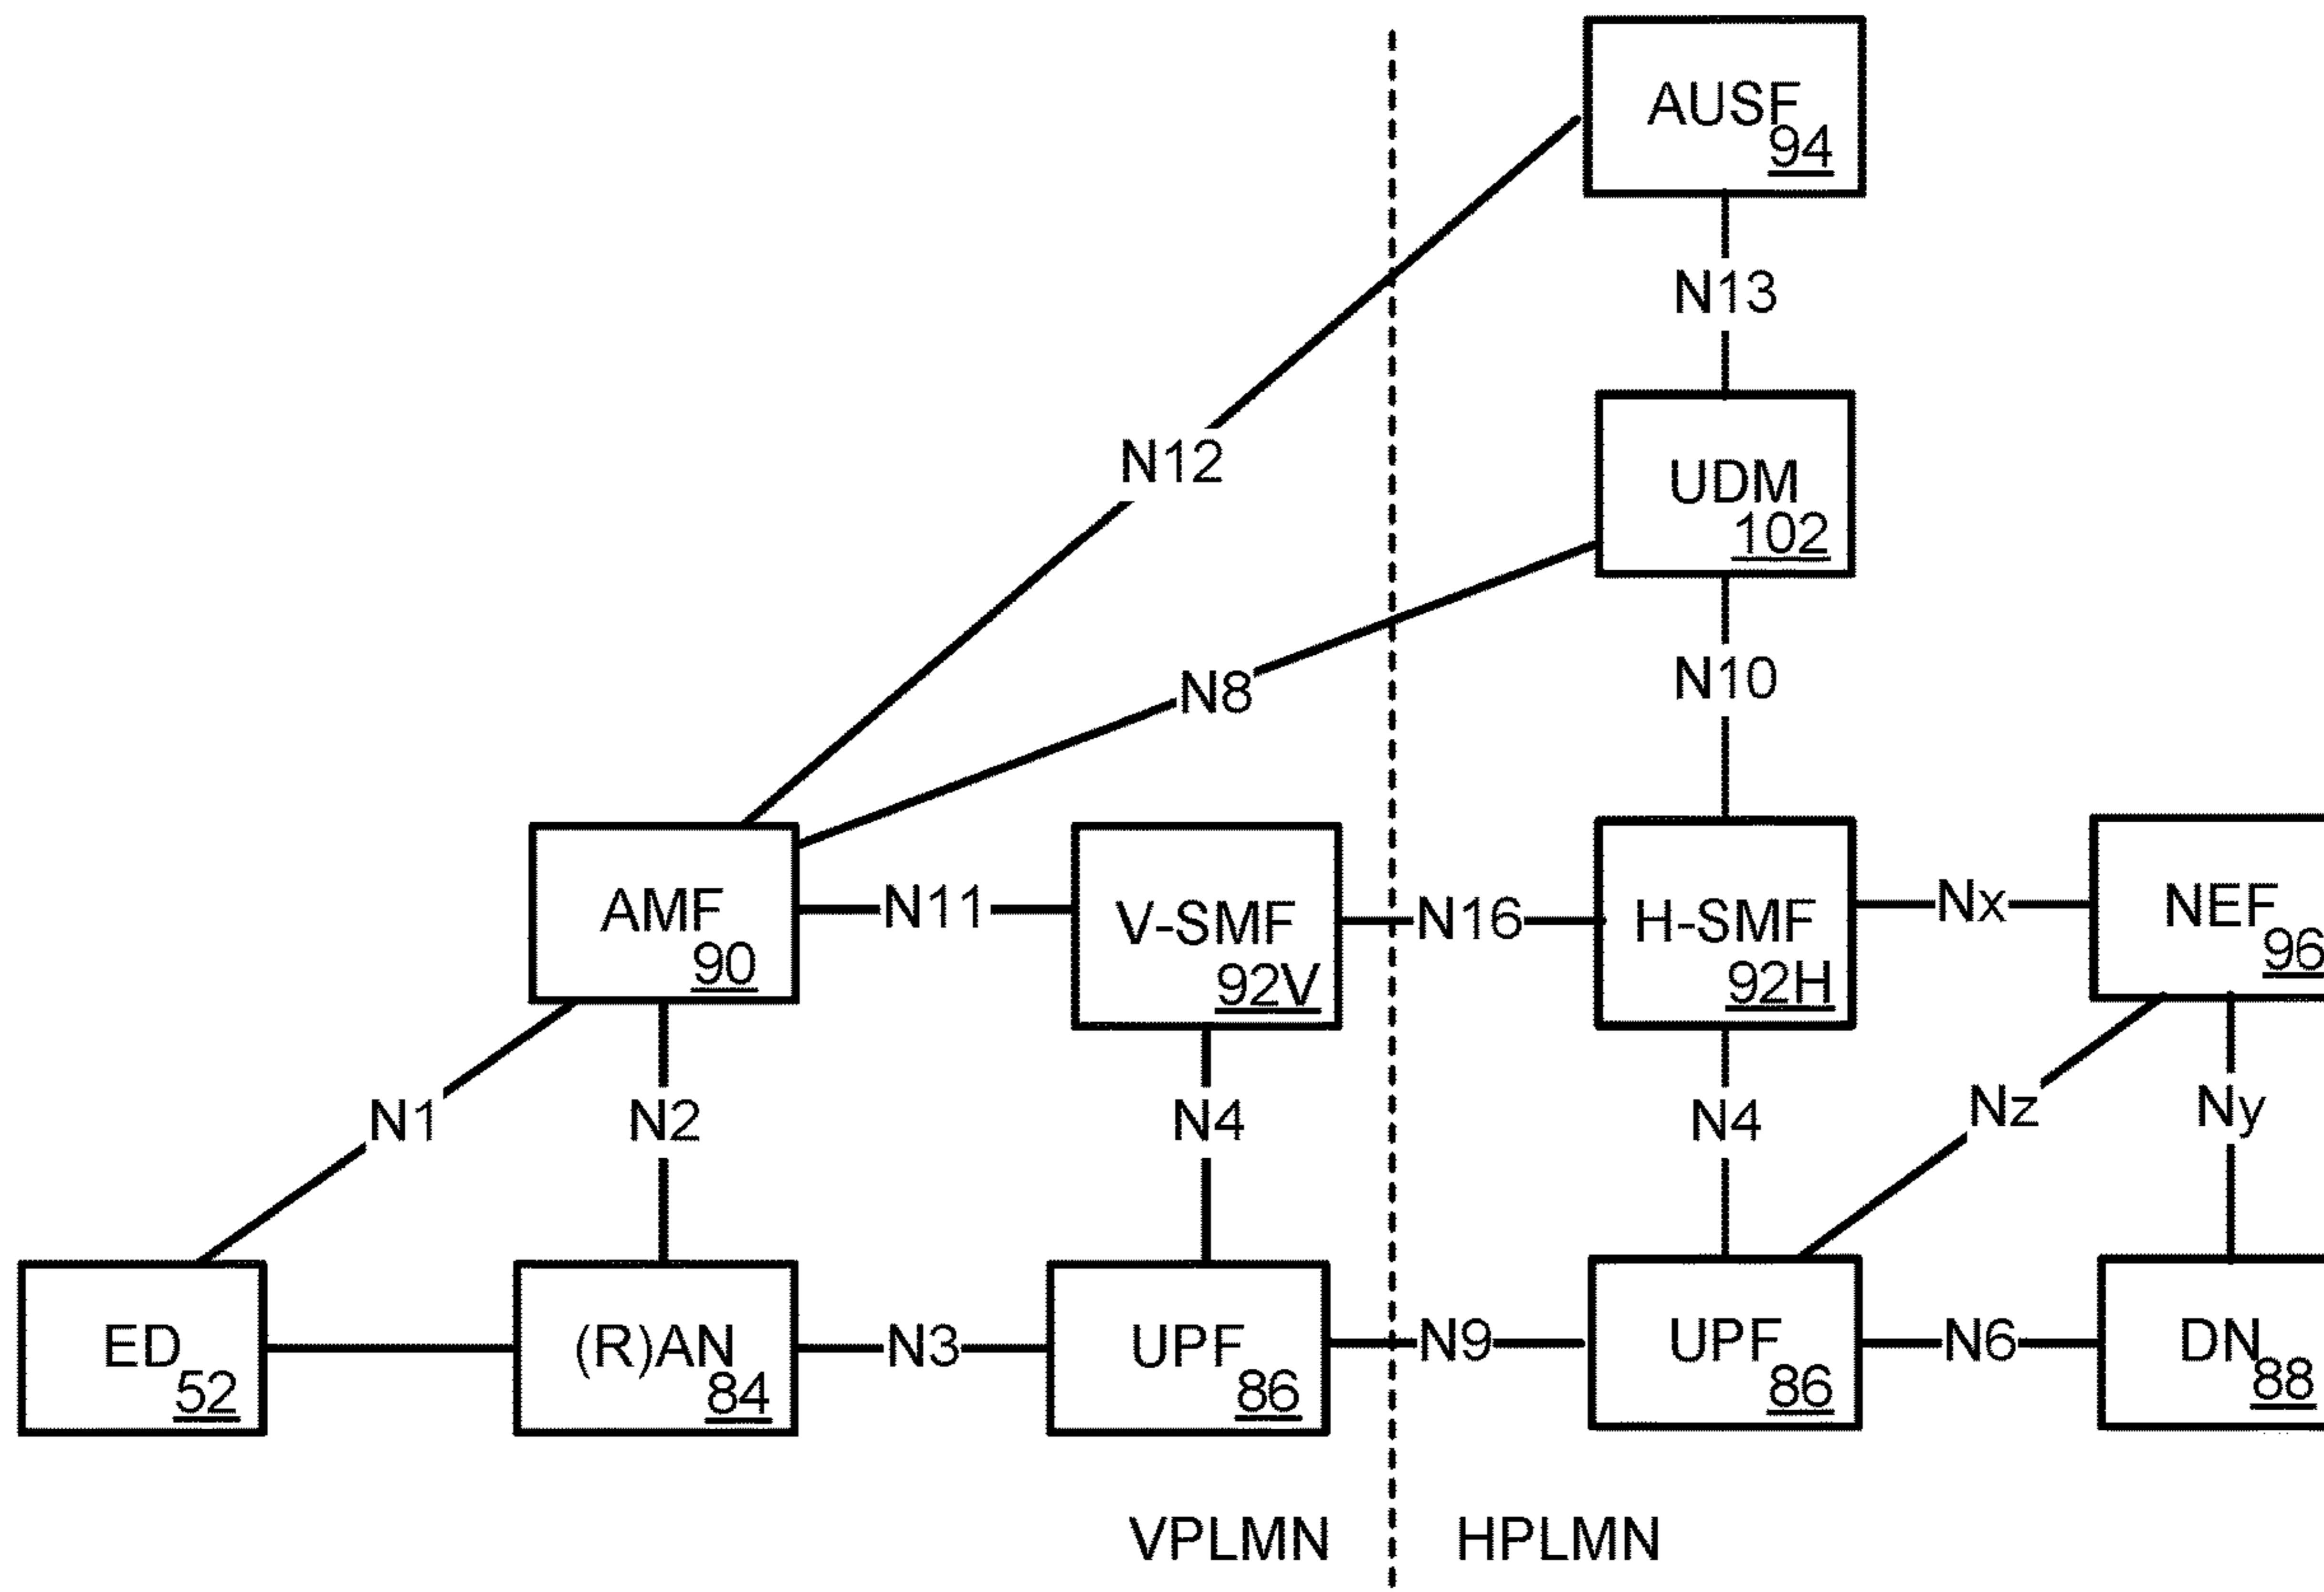 AUSF
94
N13
N12
UDM
102
N8
N10
AMF
90
N11
V-SMF
92V
N16
H-SMF
92H
Nx
NEF
96
N1
N2
N4
N4
Nz
Ny
ED
52
(R)AN
84
N3
UPF
86
N9
UPF
86
N6
DN
88
VPLMN
HPLMN